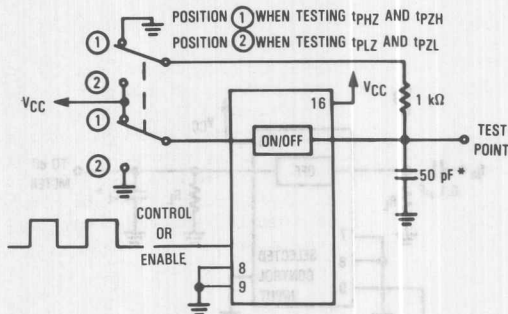 POSITION ① WHEN TESTING tPHZ AND tPZH
POSITION ② WHEN TESTING tPLZ AND tPZL
①
②
VCC
①
②
16
VCC
1 kΩ
ON/OFF
TEST
POINT
50 pF *
CONTROL
OR
ENABLE
8
9